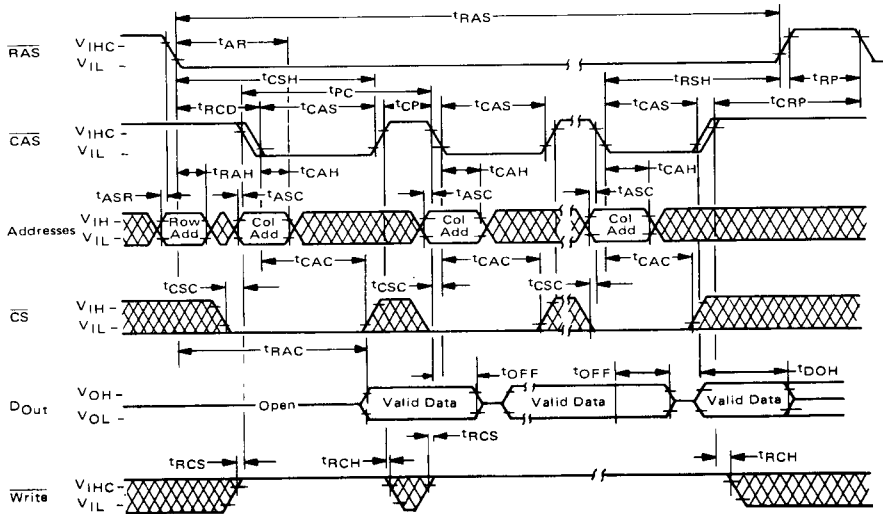 tRAS
tAR
RAS
VIHC
VIL
tCSH
tRSH
tRP
tPC
tRCD
tCAS
tCP
tCAS
tCAS
tCRP
CAS
VIHC
VIL
tRAH
tCAH
tCAH
tCAH
tASR
tASC
tASC
tASC
Addresses
VIH
VIL
Row Add
Col Add
Col Add
Col Add
tCAC
tCAC
tCAC
tCSC
tCSC
tCSC
CS
VIH
VIL
tRAC
tOFF
tOFF
tDOH
DOut
VOH
VOL
Open
Valid Data
Valid Data
Valid Data
tRCS
tRCS
tRCH
tRCH
Write
VIHC
VIL